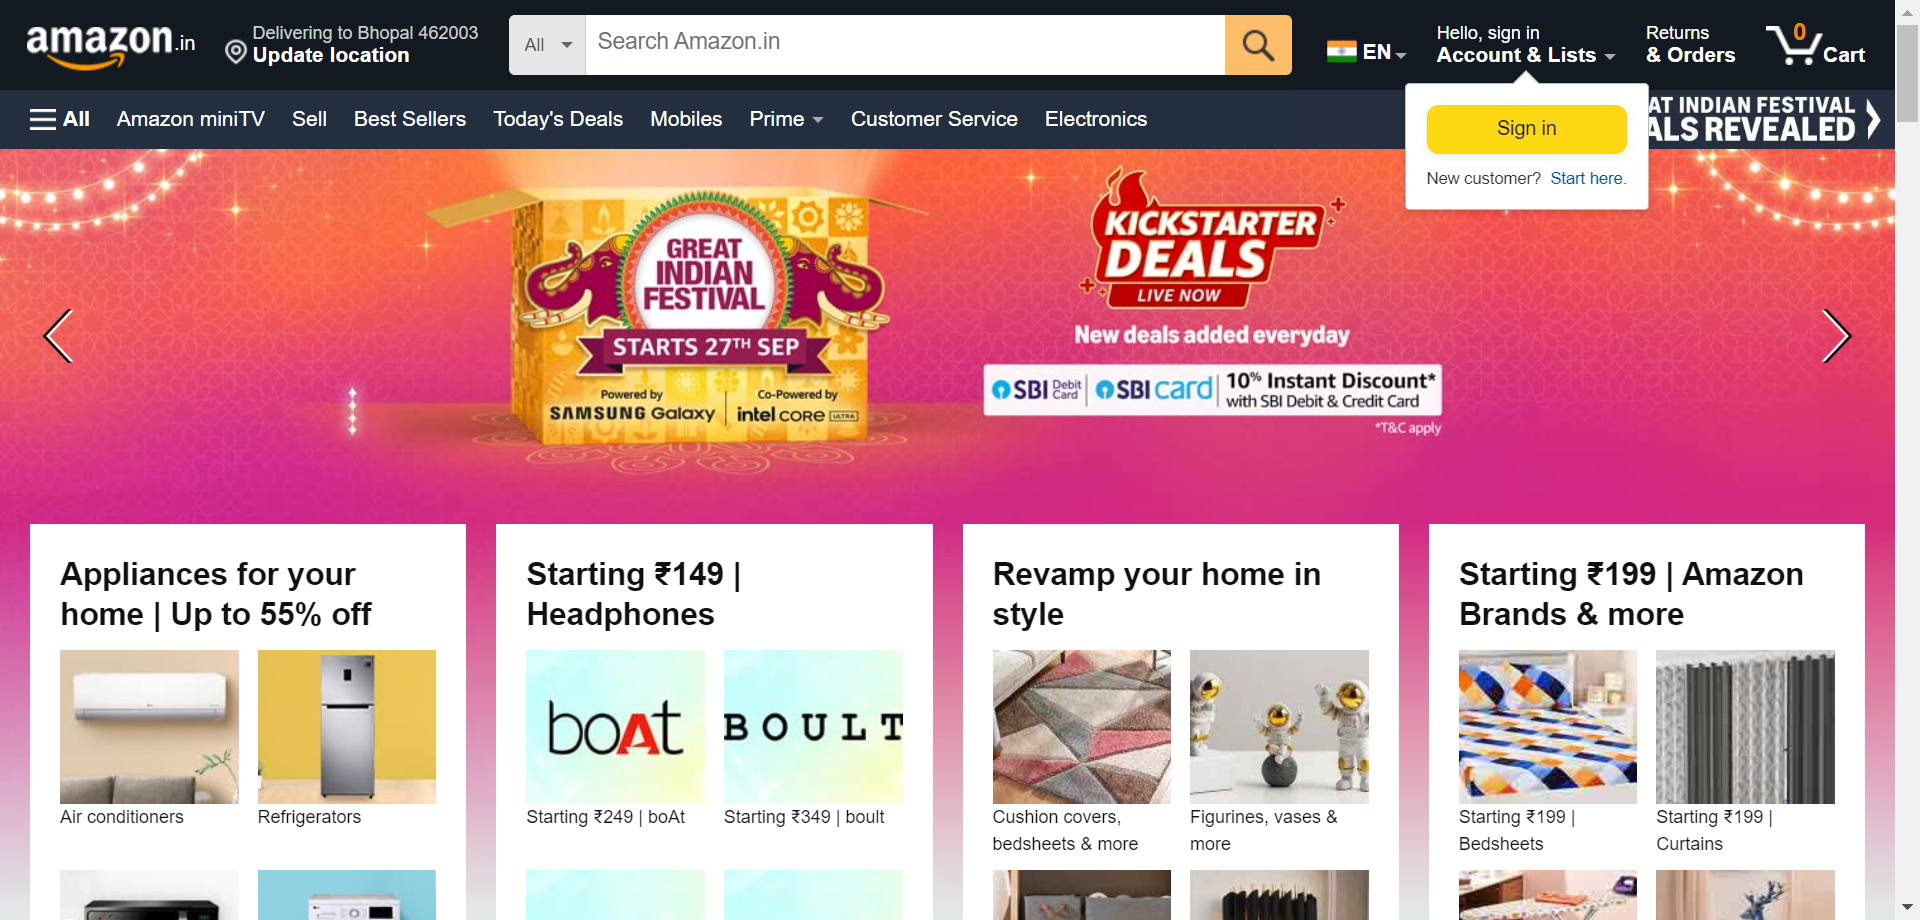 amazon.in
Delivering to Bhopal 462003
Update location
All
Search Amazon.in
EN
Hello, sign in
Account & Lists
Returns
& Orders
0
Cart
All
Amazon miniTV
Sell
Best Sellers
Today's Deals
Mobiles
Prime
Customer Service
Electronics
Sign in
New customer? Start here.
AT INDIAN FESTIVAL
ALS REVEALED
GREAT
INDIAN
FESTIVAL
STARTS 27TH SEP
Powered by
SAMSUNG Galaxy
Co-Powered by
intel CORE ULTRA
KICKSTARTER
DEALS
LIVE NOW
New deals added everyday
SBI Debit Card
SBI card
10% Instant Discount*
with SBI Debit & Credit Card
*T&C apply
Appliances for your
home | Up to 55% off
Air conditioners
Refrigerators
Starting ₹149 |
Headphones
boAt
BOULT
Starting ₹249 | boAt
Starting ₹349 | boult
Revamp your home in
style
Cushion covers,
bedsheets & more
Figurines, vases &
more
Starting ₹199 | Amazon
Brands & more
Starting ₹199 |
Bedsheets
Starting ₹199 |
Curtains